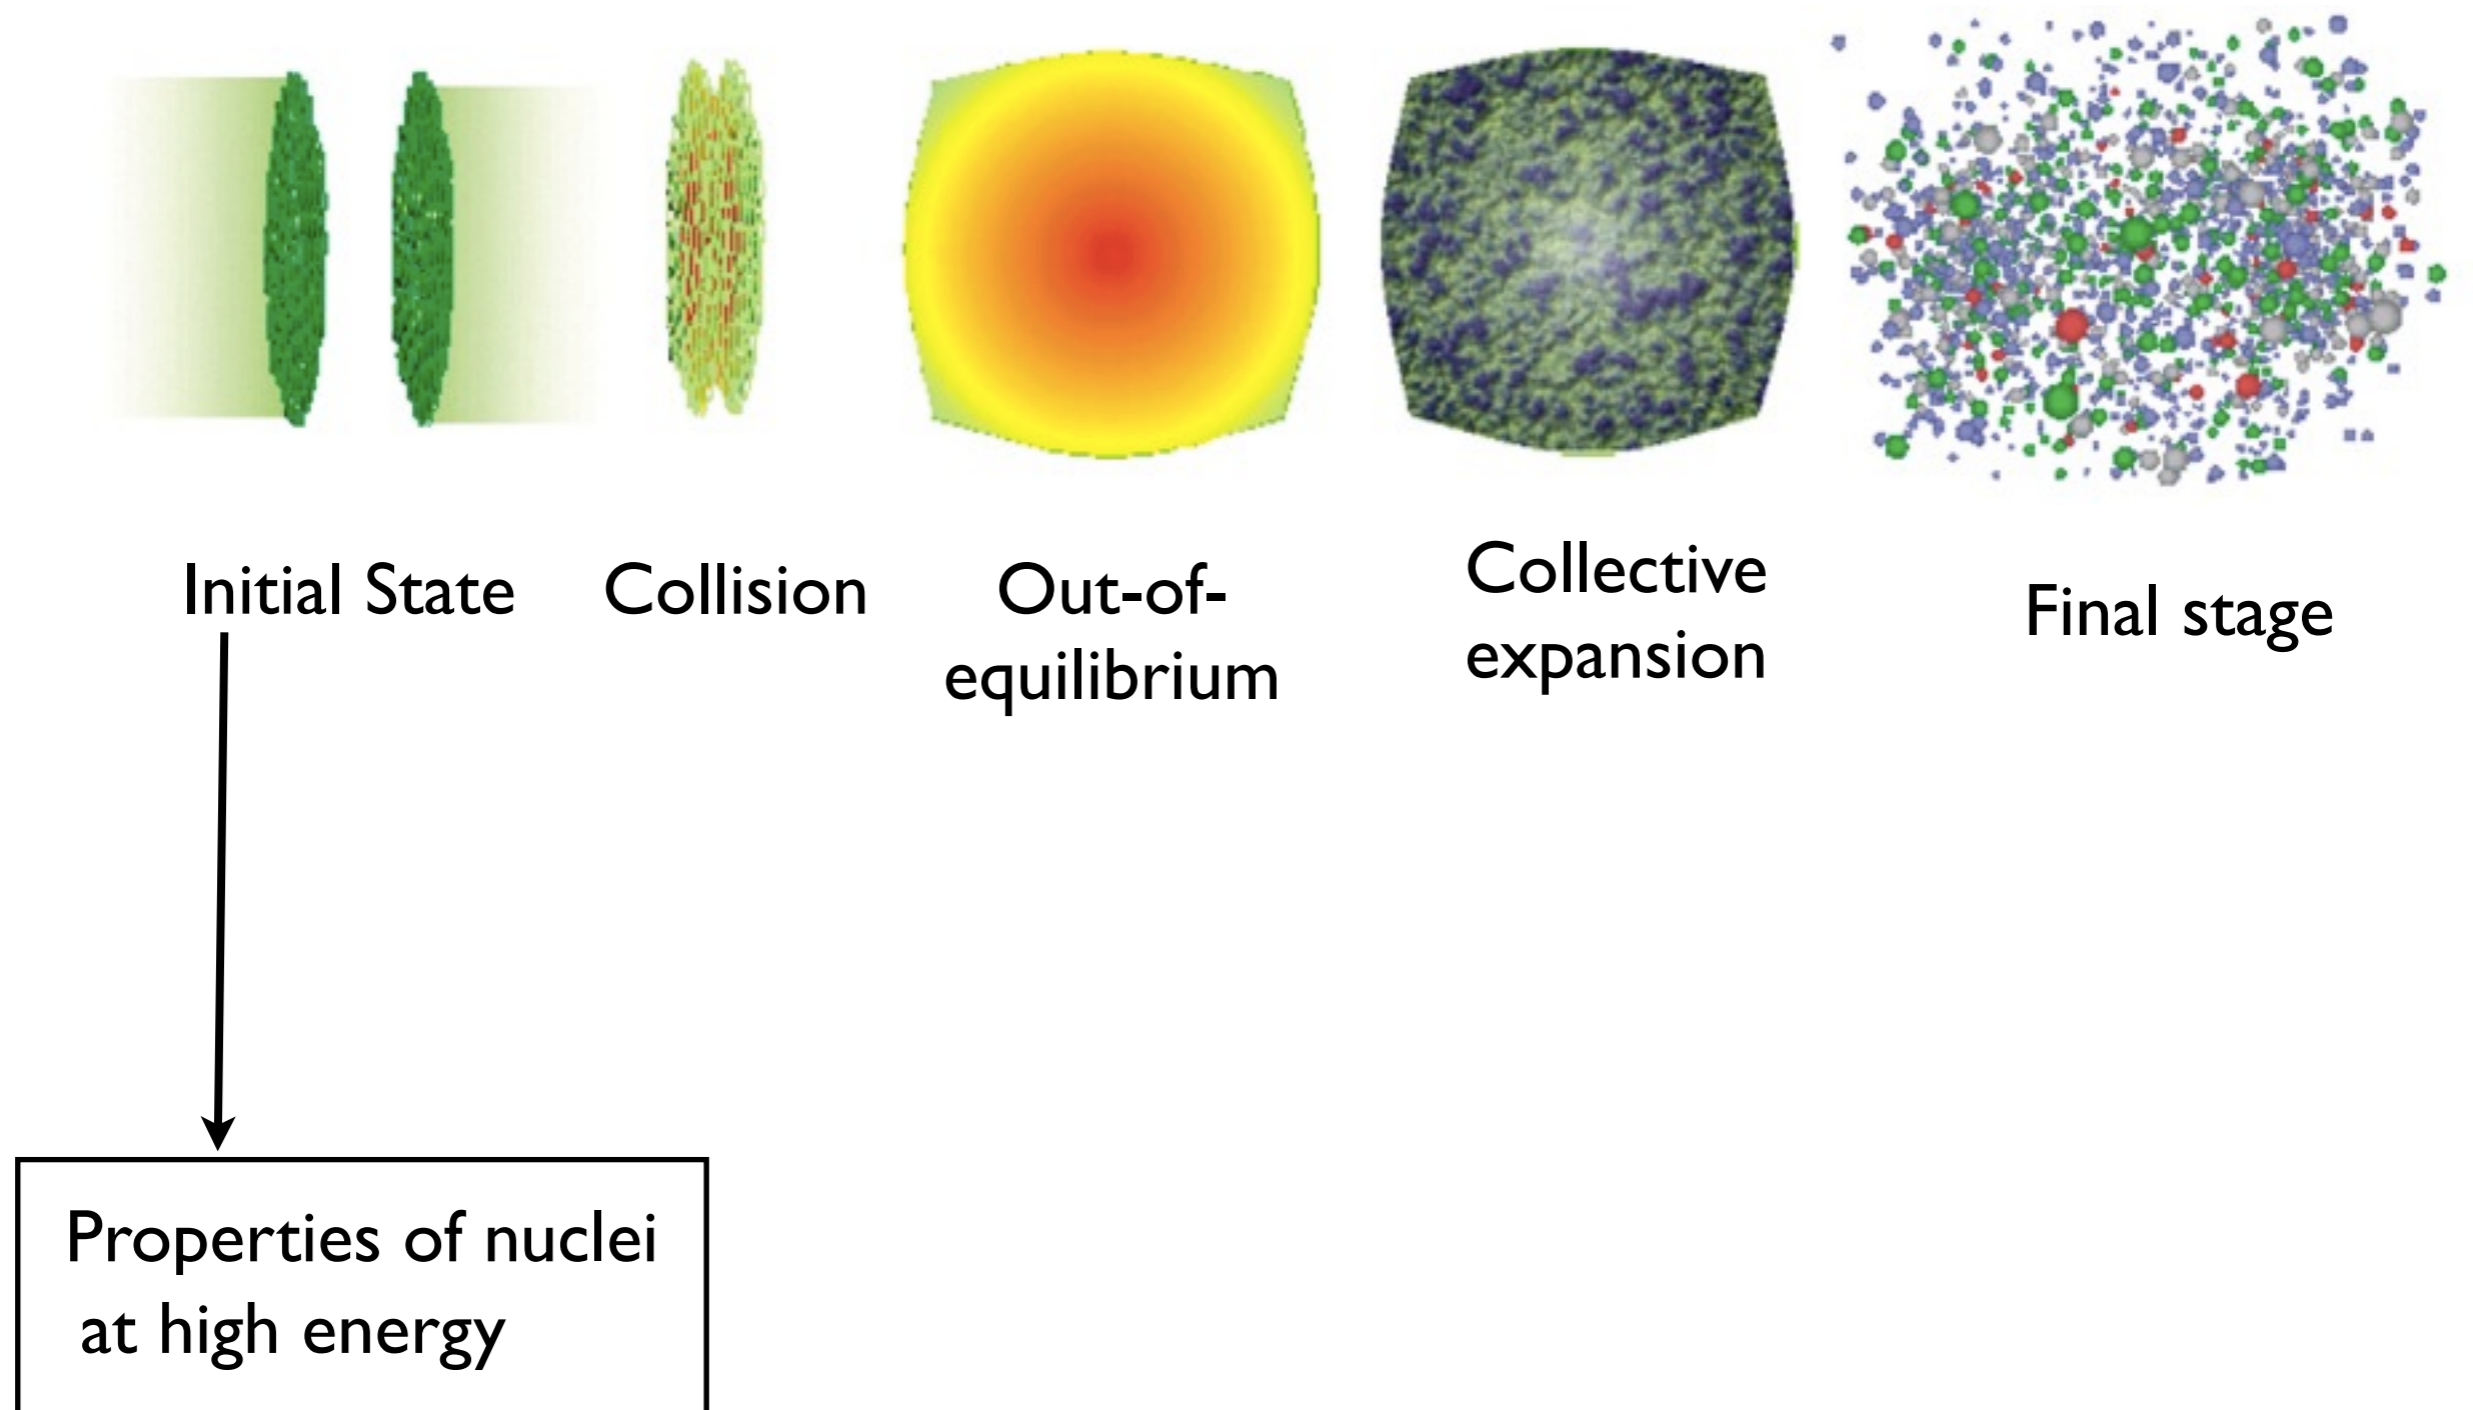 Initial State
Collision
Out-of-
equilibrium
Collective
expansion
Final stage
Properties of nuclei
at high energy